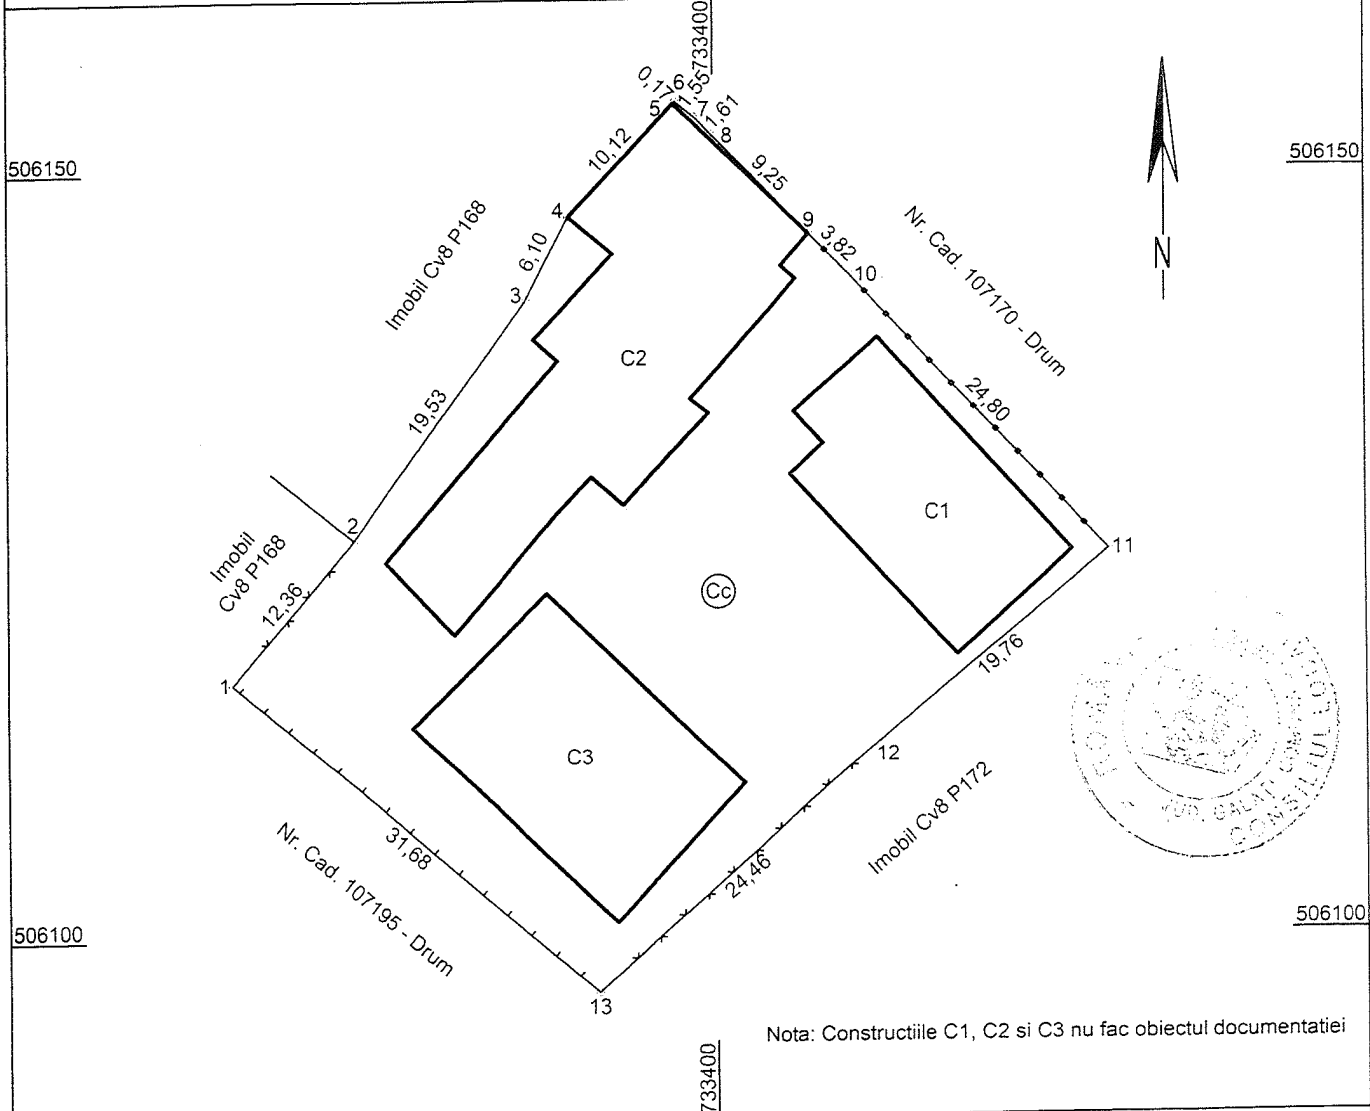 733400
0,17
6
1,55
5
7
1,61
8
10,12
9,25
506150
506150
4
9
3,82
Nr. Cad. 107170 - Drum
Imobil Cv8 P168
6,10
N
10
3
C2
24,80
19,53
C1
2
11
Imobil
Cv8 P168
Cc
12,36
19,76
1
12
C3
Imobil Cv8 P172
JUD. GALATI
CONSILIUL LOCAL
31,68
24,46
Nr. Cad. 107195 - Drum
506100
506100
13
Nota: Constructiile C1, C2 si C3 nu fac obiectul documentatiei
733400